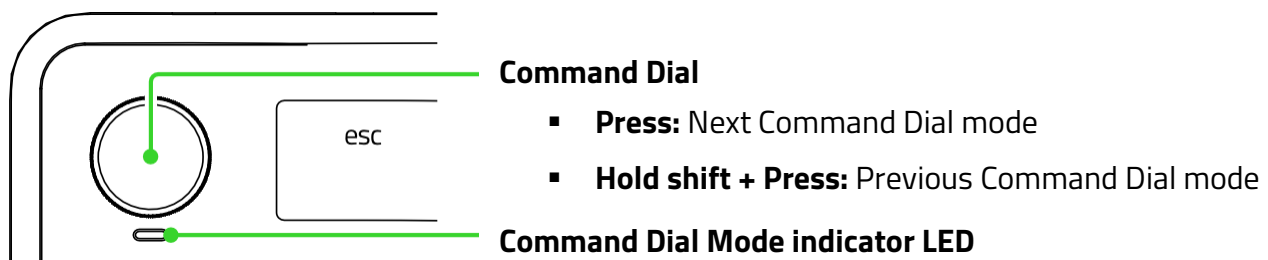 Command Dial
esc
▪ Press: Next Command Dial mode
▪ Hold shift + Press: Previous Command Dial mode
Command Dial Mode indicator LED